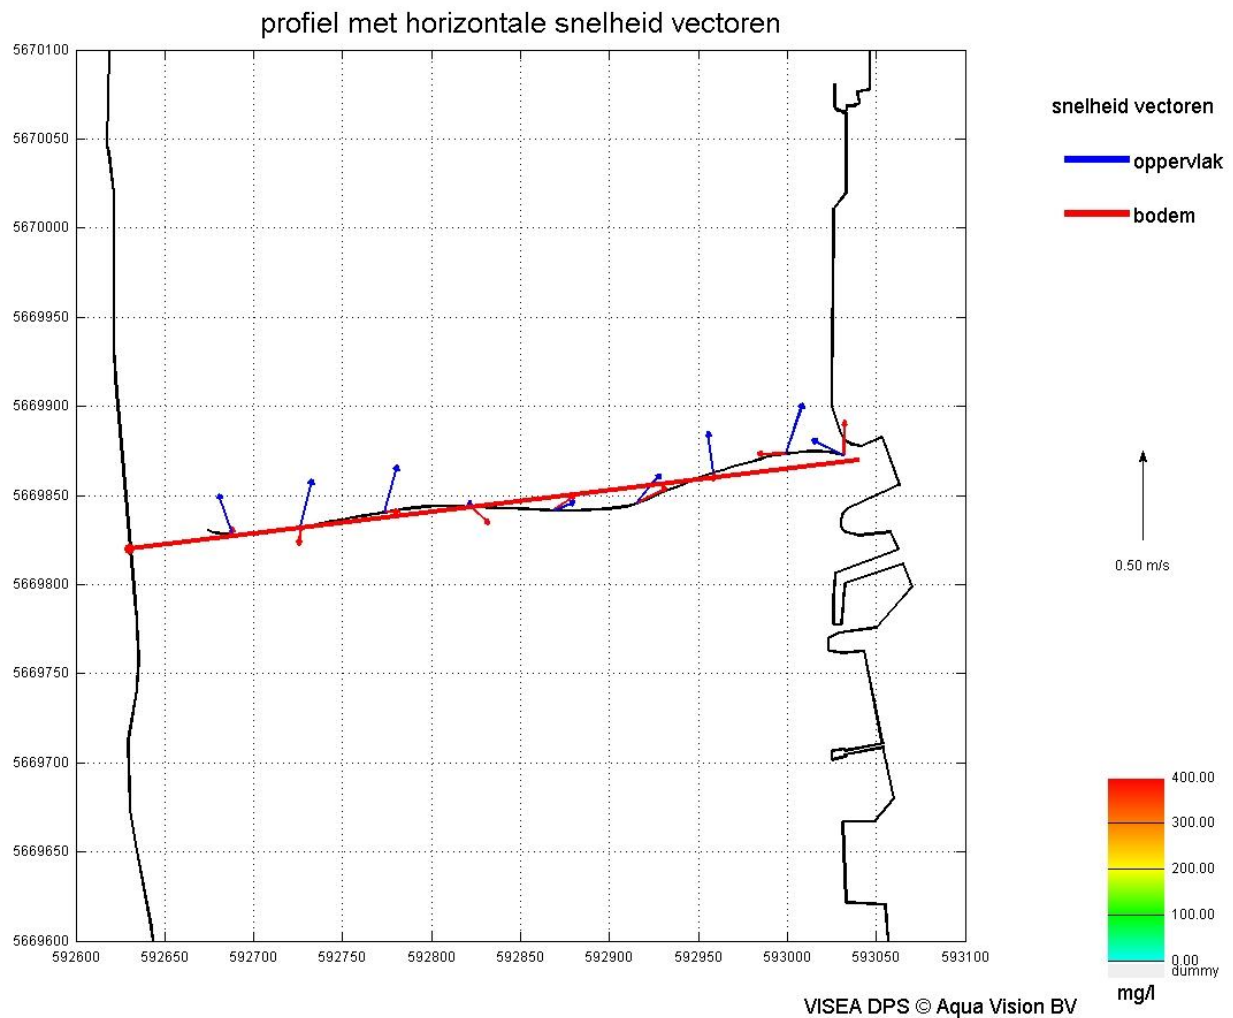 profiel met horizontale snelheid vectoren
5670100
5670050
5670000
5669950
5669900
5669850
5669800
5669750
5669700
5669650
5669600
592600 592650 592700 592750 592800 592850 592900 592950 593000 593050 593100
snelheid vectoren
oppervlak
bodem
0.50 m/s
400.00
300.00
200.00
100.00
0.00
dummy
mg/l
VISEA DPS © Aqua Vision BV